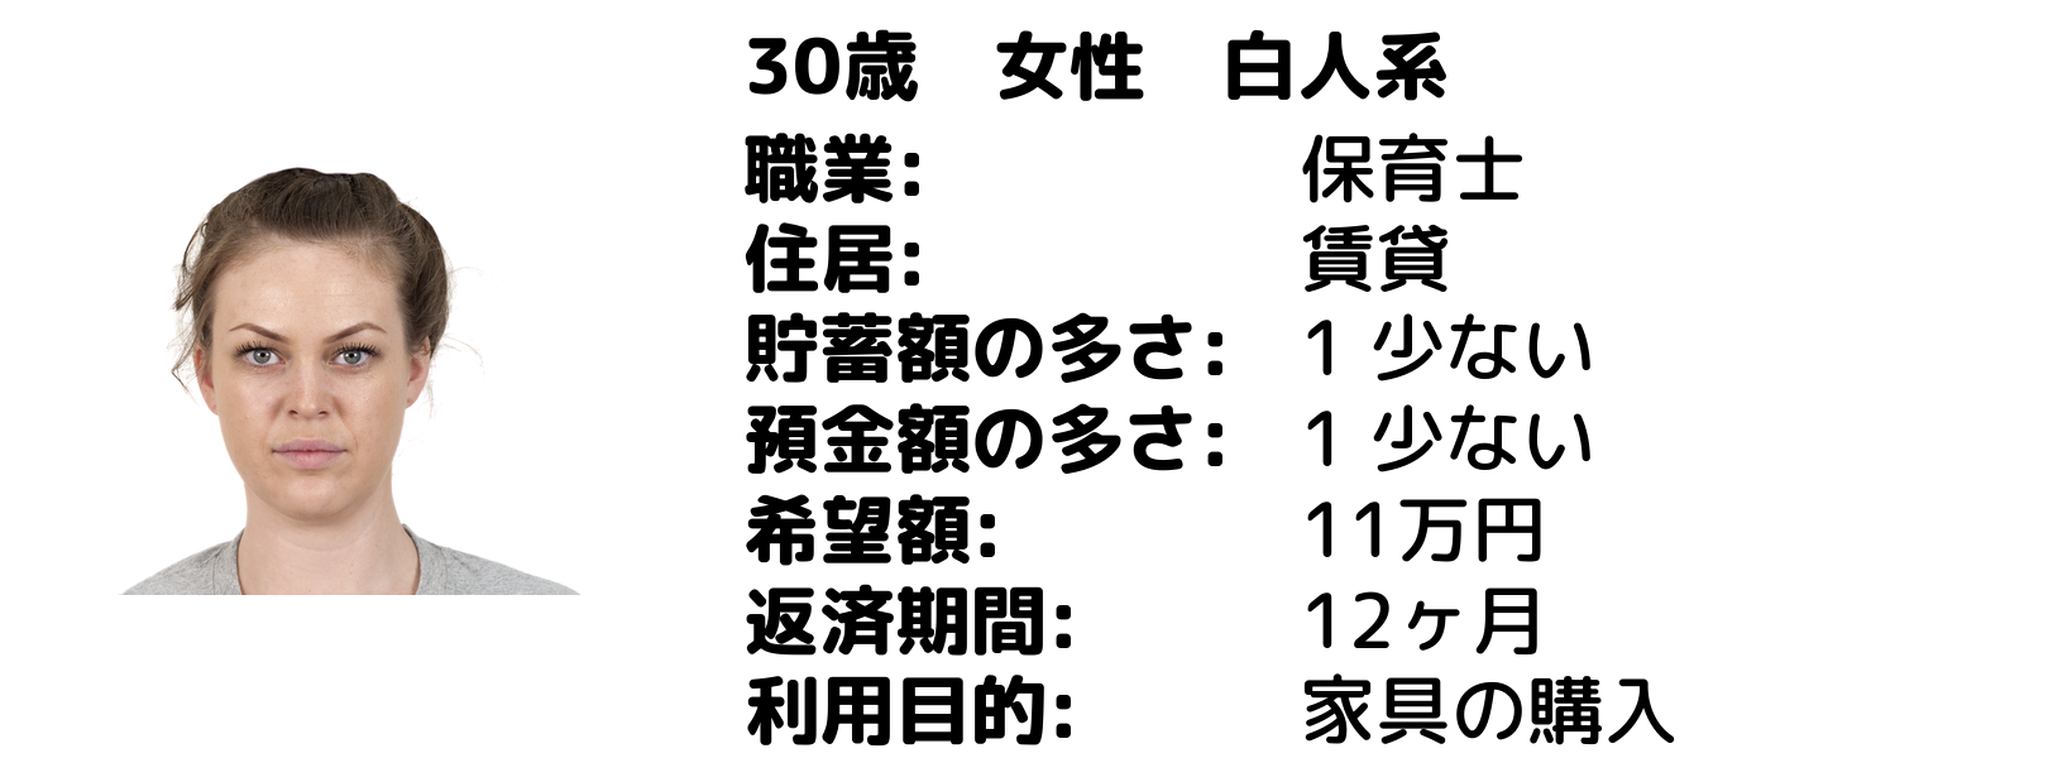 30歳　女性　白人系
職業: 保育士
住居: 賃貸
貯蓄額の多さ: 1 少ない
預金額の多さ: 1 少ない
希望額: 11万円
返済期間: 12ヶ月
利用目的: 家具の購入